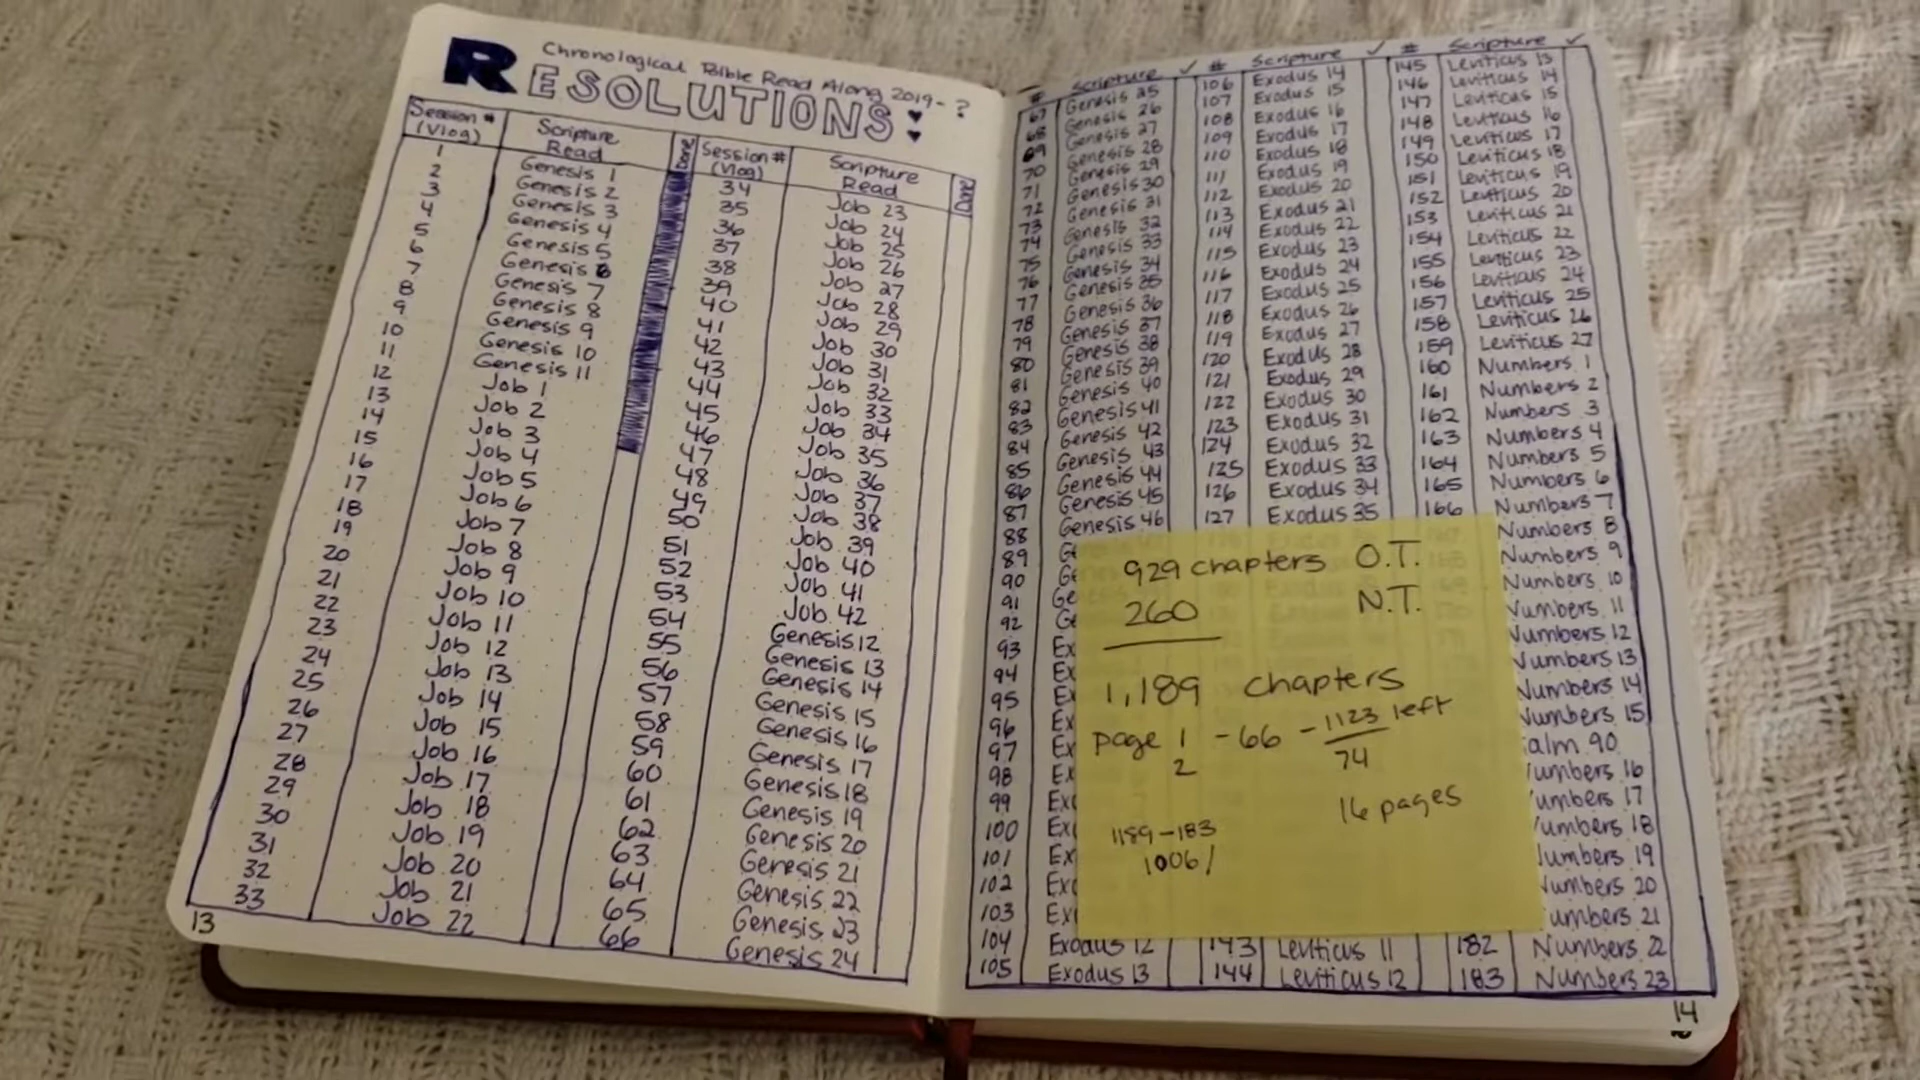 Chronological Bible Read Along 2019-?
RESOLUTIONS:
Session # (Vlog) Scripture Read Done Session # (Vlog) Scripture Read Done
1 Genesis 1 34 Job 23
2 Genesis 2 35 Job 24
3 Genesis 3 36 Job 25
4 Genesis 4 37 Job 26
5 Genesis 5 38 Job 27
6 Genesis 6 39 Job 28
7 Genesis 7 40 Job 29
8 Genesis 8 41 Job 30
9 Genesis 9 42 Job 31
10 Genesis 10 43 Job 32
11 Genesis 11 44 Job 33
12 Job 1 45 Job 34
13 Job 2 46 Job 35
14 Job 3 47 Job 36
15 Job 4 48 Job 37
16 Job 5 49 Job 38
17 Job 6 50 Job 39
18 Job 7 51 Job 40
19 Job 8 52 Job 41
20 Job 9 53 Job 42
21 Job 10 54 Genesis 12
22 Job 11 55 Genesis 13
23 Job 12 56 Genesis 14
24 Job 13 57 Genesis 15
25 Job 14 58 Genesis 16
26 Job 15 59 Genesis 17
27 Job 16 60 Genesis 18
28 Job 17 61 Genesis 19
29 Job 18 62 Genesis 20
30 Job 19 63 Genesis 21
31 Job 20 64 Genesis 22
32 Job 21 65 Genesis 23
33 Job 22 66 Genesis 24
13
# Scripture ✓ # Scripture ✓ # Scripture ✓
67 Genesis 25 106 Exodus 14 145 Leviticus 13
68 Genesis 26 107 Exodus 15 146 Leviticus 14
69 Genesis 27 108 Exodus 16 147 Leviticus 15
70 Genesis 28 109 Exodus 17 148 Leviticus 16
71 Genesis 29 110 Exodus 18 149 Leviticus 17
72 Genesis 30 111 Exodus 19 150 Leviticus 18
73 Genesis 31 112 Exodus 20 151 Leviticus 19
74 Genesis 32 113 Exodus 21 152 Leviticus 20
75 Genesis 33 114 Exodus 22 153 Leviticus 21
76 Genesis 34 115 Exodus 23 154 Leviticus 22
77 Genesis 35 116 Exodus 24 155 Leviticus 23
78 Genesis 36 117 Exodus 25 156 Leviticus 24
79 Genesis 37 118 Exodus 26 157 Leviticus 25
80 Genesis 38 119 Exodus 27 158 Leviticus 26
81 Genesis 39 120 Exodus 28 159 Leviticus 27
82 Genesis 40 121 Exodus 29 160 Numbers 1
83 Genesis 41 122 Exodus 30 161 Numbers 2
84 Genesis 42 123 Exodus 31 162 Numbers 3
85 Genesis 43 124 Exodus 32 163 Numbers 4
86 Genesis 44 125 Exodus 33 164 Numbers 5
87 Genesis 45 126 Exodus 34 165 Numbers 6
88 Genesis 46 127 Exodus 35 166 Numbers 7
89 Numbers 8
90 Numbers 9
91 Numbers 10
92 Numbers 11
93 Numbers 12
94 Numbers 13
95 Numbers 14
96 Numbers 15
97 alm 90
98 umbers 16
99 umbers 17
100 umbers 18
101 umbers 19
102 umbers 20
103 umbers 21
104 Exodus 12 143 Leviticus 11 182 Numbers 22
105 Exodus 13 144 Leviticus 12 183 Numbers 23
14
929 chapters O.T.
260 N.T.
1,189 chapters
page 1 - 66 - 1123 left
2 74
16 pages
1189-183
1006/